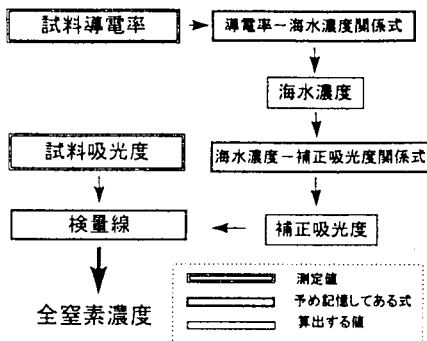 試料導電率
導電率－海水濃度関係式
海水濃度
試料吸光度
海水濃度－補正吸光度関係式
検量線
補正吸光度
全窒素濃度
測定値
予め記憶してある式
算出する値